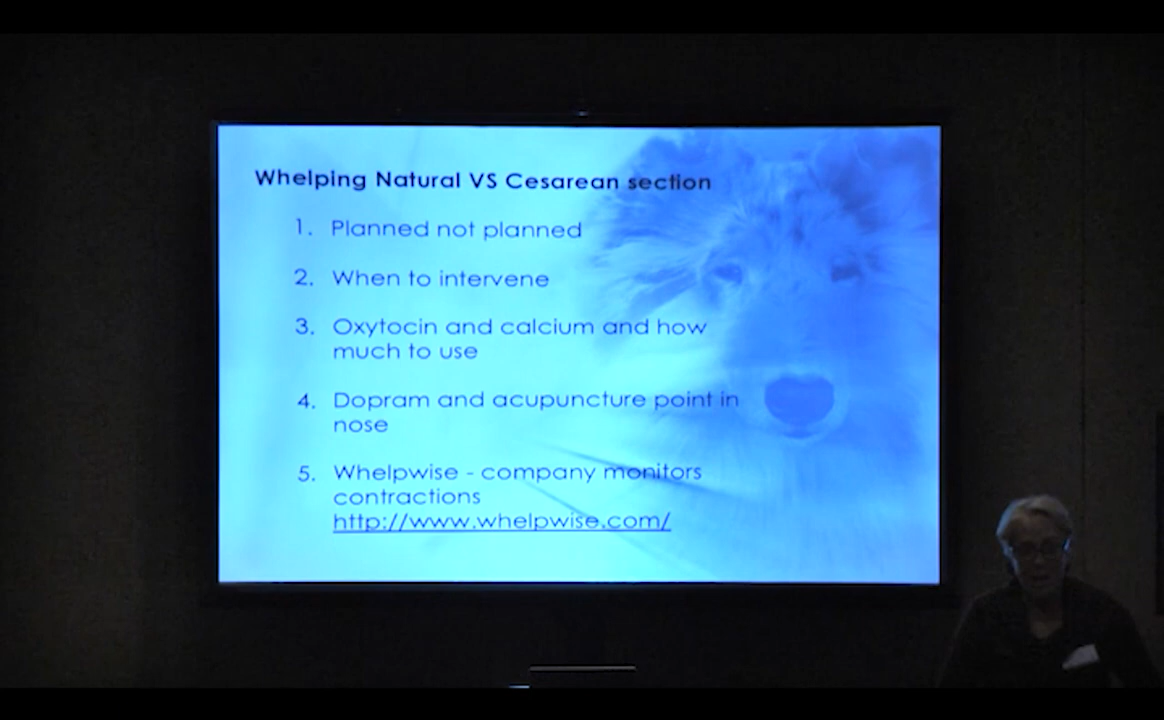 Whelping Natural VS Cesarean section
1. Planned not planned
2. When to intervene
3. Oxytocin and calcium and how
much to use
4. Dopram and acupuncture point in
nose
5. Whelpwise - company monitors
contractions
http://www.whelpwise.com/